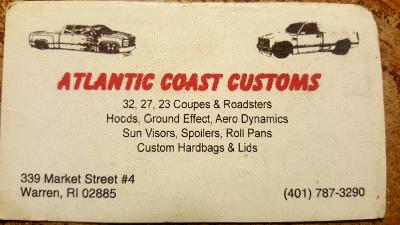 ATLANTIC COAST CUSTOMS
32, 27, 23 Coupes & Roadsters
Hoods, Ground Effect, Aero Dynamics
Sun Visors, Spoilers, Roll Pans
Custom Hardbags & Lids
339 Market Street #4
Warren, RI 02885
(401) 787-3290